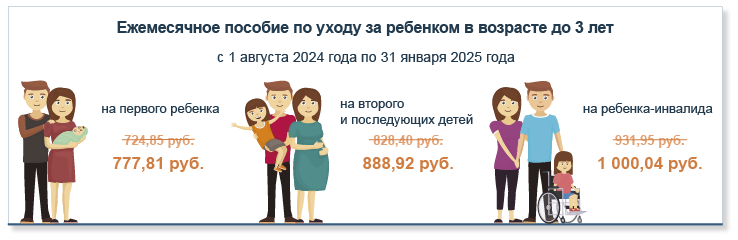 Ежемесячное пособие по уходу за ребенком в возрасте до 3 лет
с 1 августа 2024 года по 31 января 2025 года
на первого ребенка
724,85 руб.
777,81 руб.
на второго
и последующих детей
828,40 руб.
888,92 руб.
на ребенка-инвалида
931,95 руб.
1 000,04 руб.